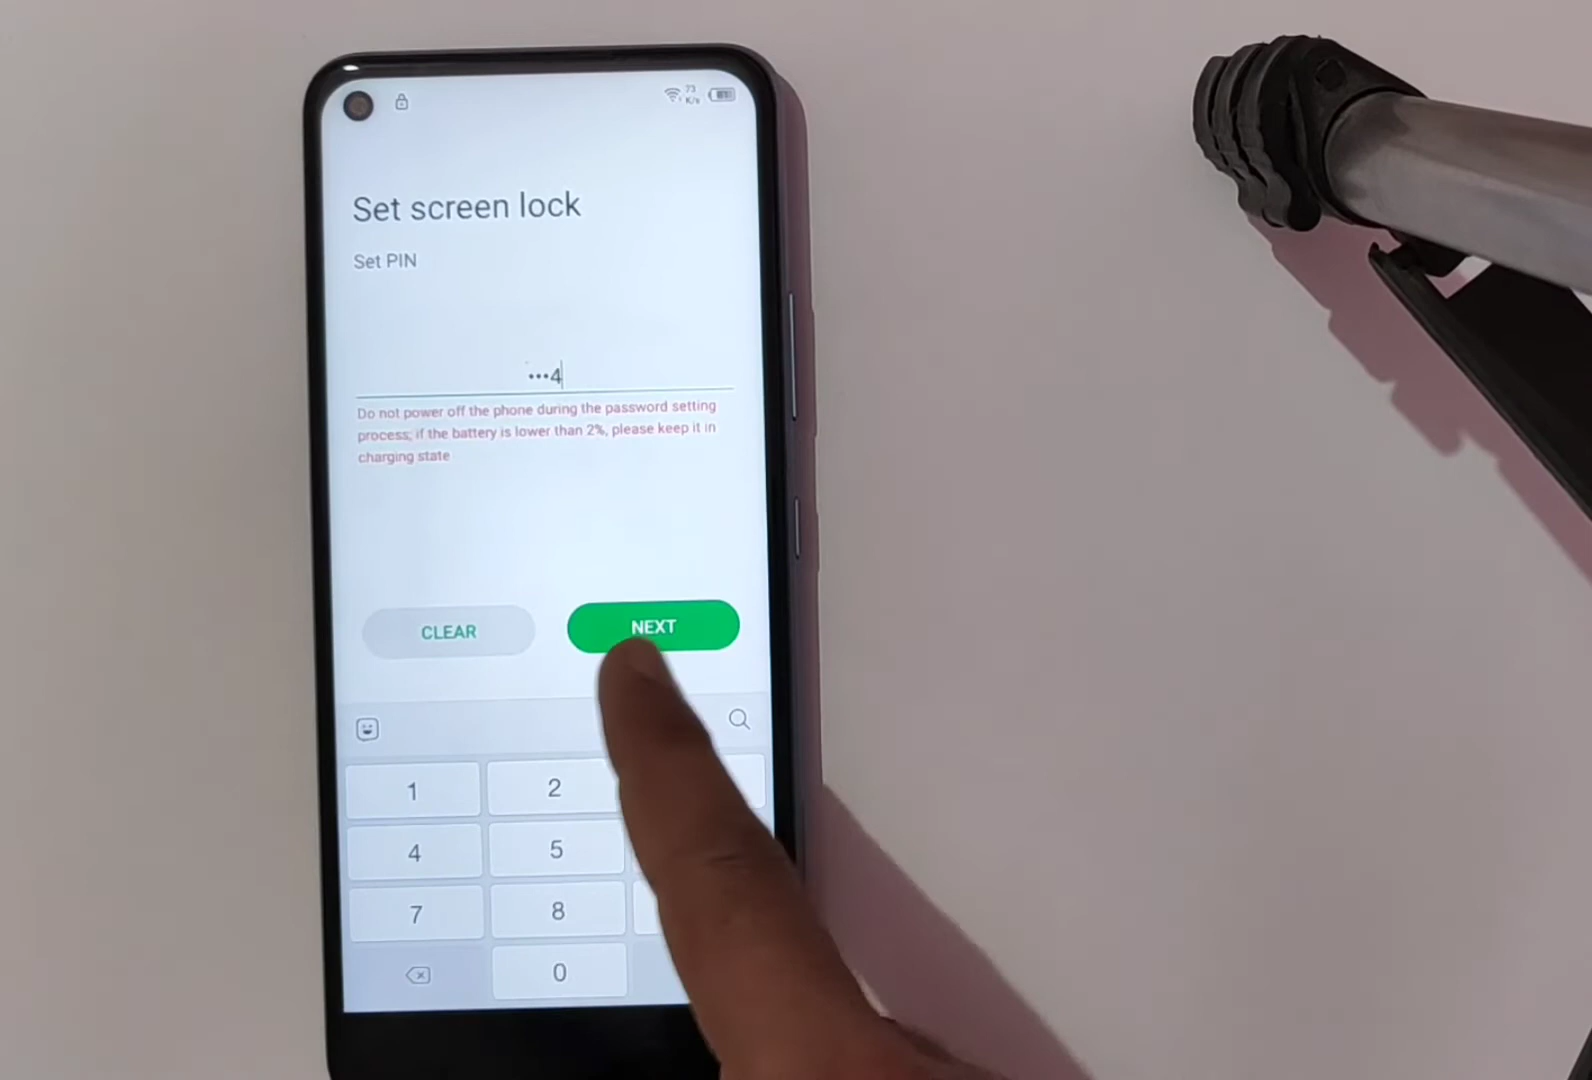 73
K/s
Set screen lock
Set PIN
•••4
Do not power off the phone during the password setting
process; if the battery is lower than 2%, please keep it in
charging state
CLEAR
NEXT
1
2
4
5
7
8
0